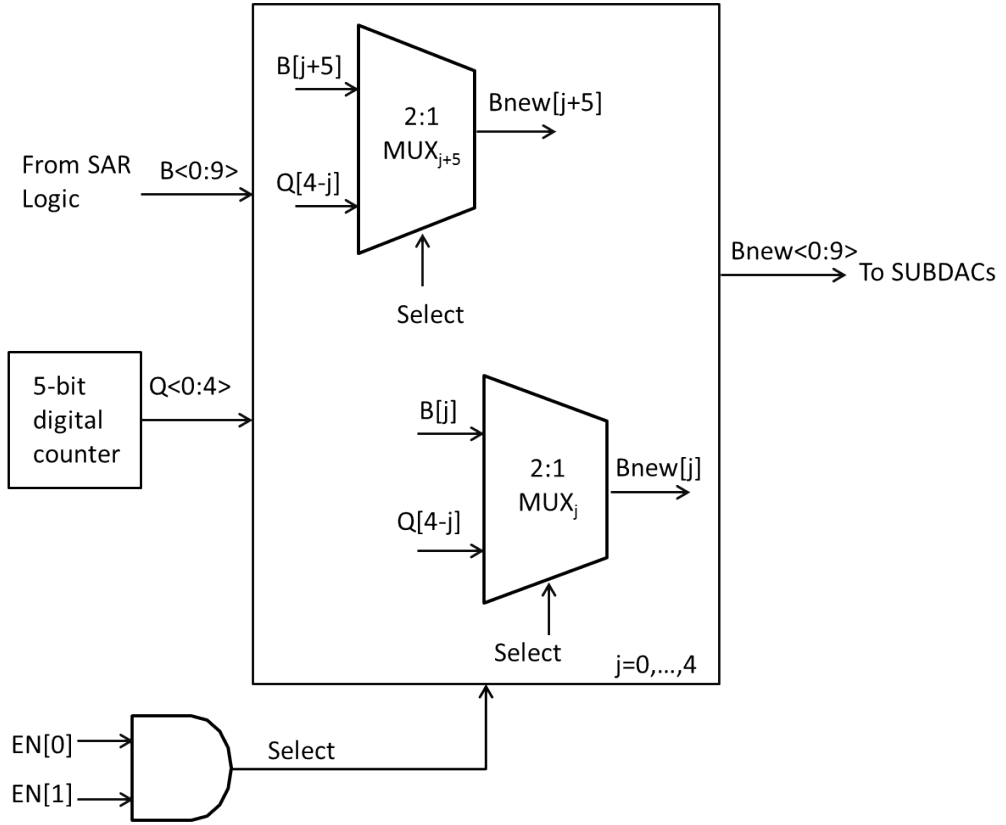 B[j+5]
2:1
MUXj+5
Bnew[j+5]
Q[4-j]
Select
From SAR
Logic
B<0:9>
Bnew<0:9>
To SUBDACs
5-bit
digital
counter
Q<0:4>
B[j]
2:1
MUXj
Bnew[j]
Q[4-j]
Select
j=0,...,4
EN[0]
EN[1]
Select